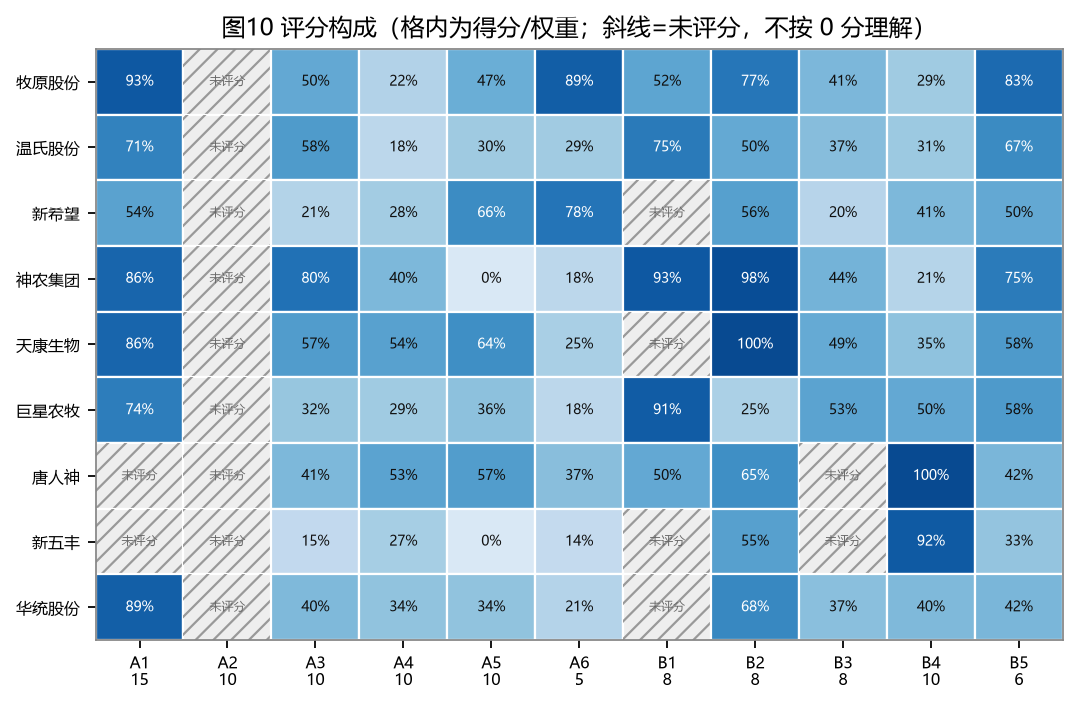 图10 评分构成（格内为得分/权重；斜线=未评分，不按 0 分理解）
牧原股份 93% 未评分 50% 22% 47% 89% 52% 77% 41% 29% 83%
温氏股份 71% 未评分 58% 18% 30% 29% 75% 50% 37% 31% 67%
新希望 54% 未评分 21% 28% 66% 78% 未评分 56% 20% 41% 50%
神农集团 86% 未评分 80% 40% 0% 18% 93% 98% 44% 21% 75%
天康生物 86% 未评分 57% 54% 64% 25% 未评分 100% 49% 35% 58%
巨星农牧 74% 未评分 32% 29% 36% 18% 91% 25% 53% 50% 58%
唐人神 未评分 未评分 41% 53% 57% 37% 50% 65% 未评分 100% 42%
新五丰 未评分 未评分 15% 27% 0% 14% 未评分 55% 未评分 92% 33%
华统股份 89% 未评分 40% 34% 34% 21% 未评分 68% 37% 40% 42%
A1 A2 A3 A4 A5 A6 B1 B2 B3 B4 B5
15 10 10 10 10 5 8 8 8 10 6